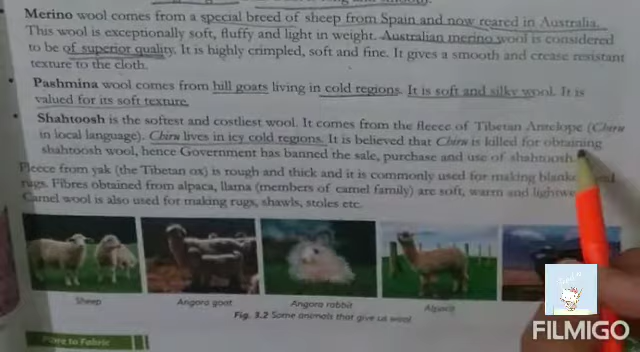 Merino wool comes from a special breed of sheep from Spain and now reared in Australia.
This wool is exceptionally soft, fluffy and light in weight. Australian merino wool is considered
to be of superior quality. It is highly crimpled, soft and fine. It gives a smooth and crease resistant
texture to the cloth.
• Pashmina wool comes from hill goats living in cold regions. It is soft and silky wool. It is
valued for its soft texture.
• Shahtoosh is the softest and costliest wool. It comes from the fleece of Tibetan Antelope (Chiru
in local language). Chiru lives in icy cold regions. It is believed that Chiru is killed for obtaining
shahtoosh wool, hence Government has banned the sale, purchase and use of shahtoosh.
Fleece from yak (the Tibetan ox) is rough and thick and it is commonly used for making blankets
rugs. Fibres obtained from alpaca, llama (members of camel family) are soft, warm and
Camel wool is also used for making rugs, shawls, stoles etc.
Sheep
Angora goat
Angora rabbit
Alpaca
Fig. 3.2 Some animals that give us wool
Fibre to Fabric
FILMIGO